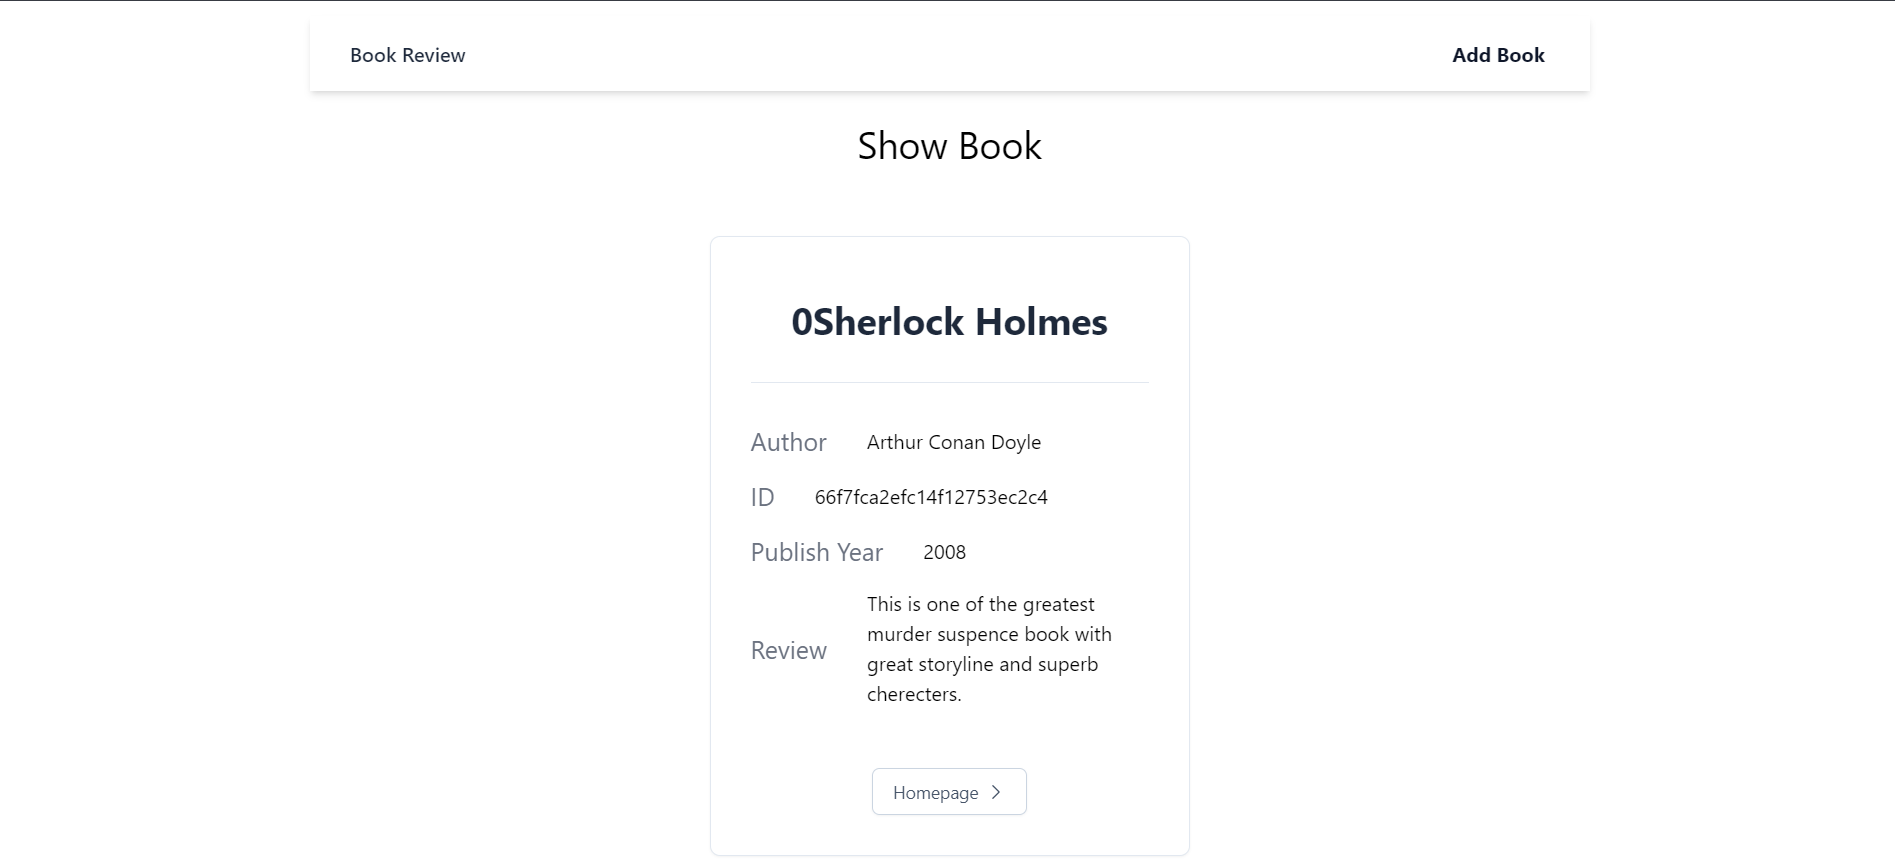 Book Review Add Book
Show Book
0Sherlock Holmes
Author Arthur Conan Doyle
ID 66f7fca2efc14f12753ec2c4
Publish Year 2008
Review
This is one of the greatest
murder suspence book with
great storyline and superb
cherecters.
Homepage